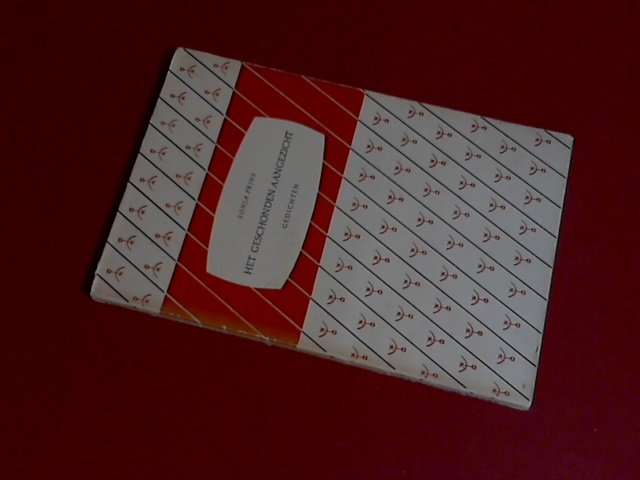 SONJA PRINS
HET GESCHONDEN AANGEZICHT
GEDICHTEN